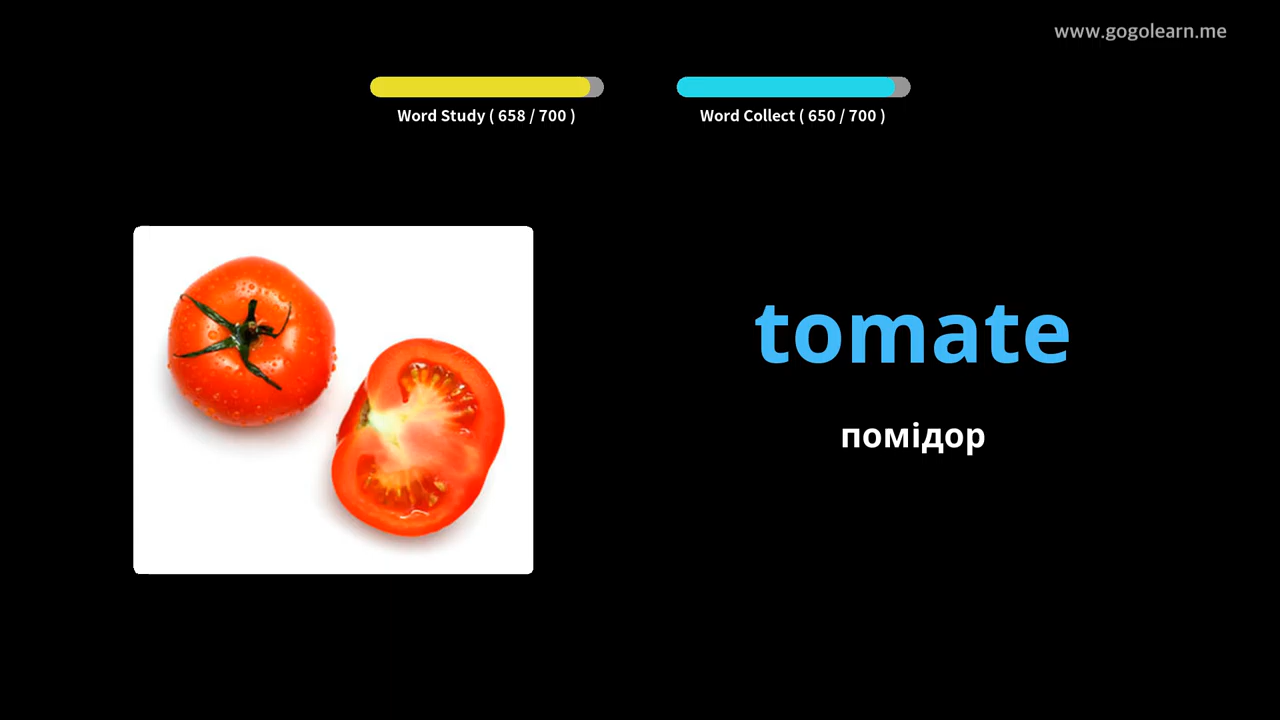 www.gogolearn.me
Word Study ( 658 / 700 )
Word Collect ( 650 / 700 )
tomate
помідор